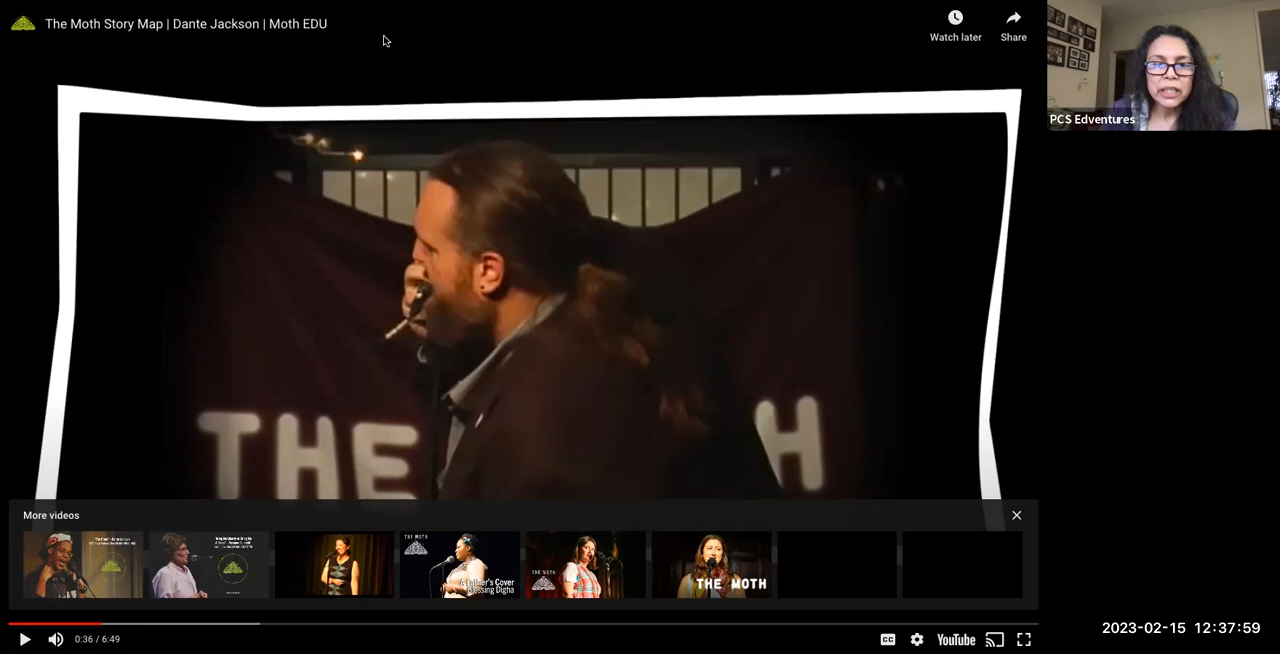 The Moth Story Map | Dante Jackson | Moth EDU
Watch later
Share
PCS Edventures
THE H
More videos
THE MOTH
A Father's Cover
Blessing Digha
THE MOTH
THE MOTH
0:36 / 6:49
CC
YouTube
2023-02-15 12:37:59